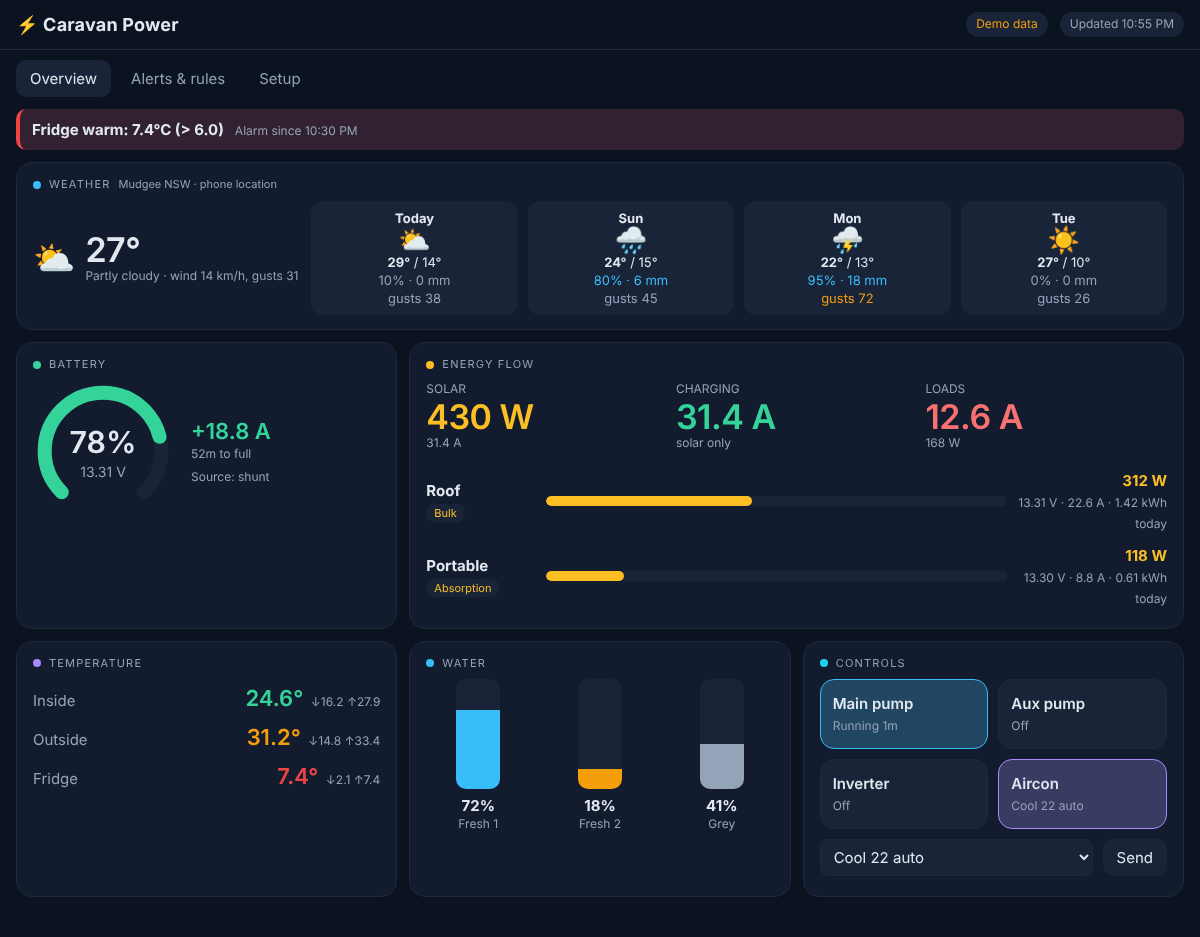 ⚡ Caravan Power
Demo data
Updated 10:55 PM
Overview
Alerts & rules
Setup
Fridge warm: 7.4°C (> 6.0) Alarm since 10:30 PM
WEATHER Mudgee NSW · phone location
27°
Partly cloudy · wind 14 km/h, gusts 31
Today
29° / 14°
10% · 0 mm
gusts 38
Sun
24° / 15°
80% · 6 mm
gusts 45
Mon
22° / 13°
95% · 18 mm
gusts 72
Tue
27° / 10°
0% · 0 mm
gusts 26
BATTERY
78%
13.31 V
+18.8 A
52m to full
Source: shunt
ENERGY FLOW
SOLAR
430 W
31.4 A
CHARGING
31.4 A
solar only
LOADS
12.6 A
168 W
Roof
Bulk
312 W
13.31 V · 22.6 A · 1.42 kWh
today
Portable
Absorption
118 W
13.30 V · 8.8 A · 0.61 kWh
today
TEMPERATURE
Inside 24.6° ↓16.2 ↑27.9
Outside 31.2° ↓14.8 ↑33.4
Fridge 7.4° ↓2.1 ↑7.4
WATER
72%
Fresh 1
18%
Fresh 2
41%
Grey
CONTROLS
Main pump
Running 1m
Aux pump
Off
Inverter
Off
Aircon
Cool 22 auto
Cool 22 auto
Send